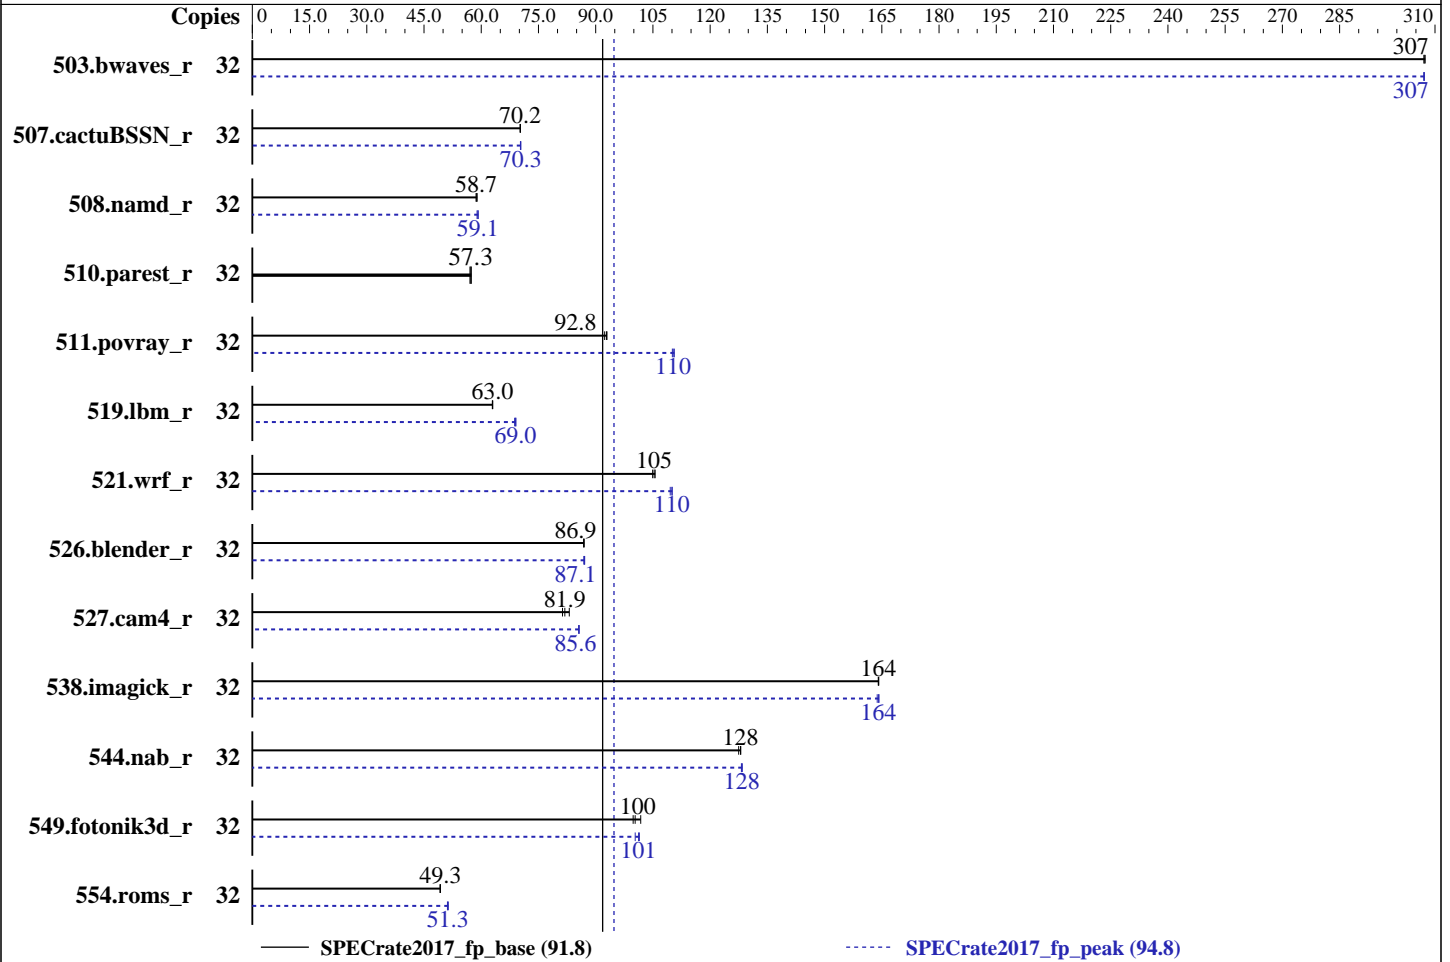 Copies 0 15.0 30.0 45.0 60.0 75.0 90.0 105 120 135 150 165 180 195 210 225 240 255 270 285 310
503.bwaves_r 32 307
307
507.cactuBSSN_r 32 70.2
70.3
508.namd_r 32 58.7
59.1
510.parest_r 32 57.3
511.povray_r 32 92.8
110
519.lbm_r 32 63.0
69.0
521.wrf_r 32 105
110
526.blender_r 32 86.9
87.1
527.cam4_r 32 81.9
85.6
538.imagick_r 32 164
164
544.nab_r 32 128
128
549.fotonik3d_r 32 100
101
554.roms_r 32 49.3
51.3
SPECrate2017_fp_base (91.8) SPECrate2017_fp_peak (94.8)